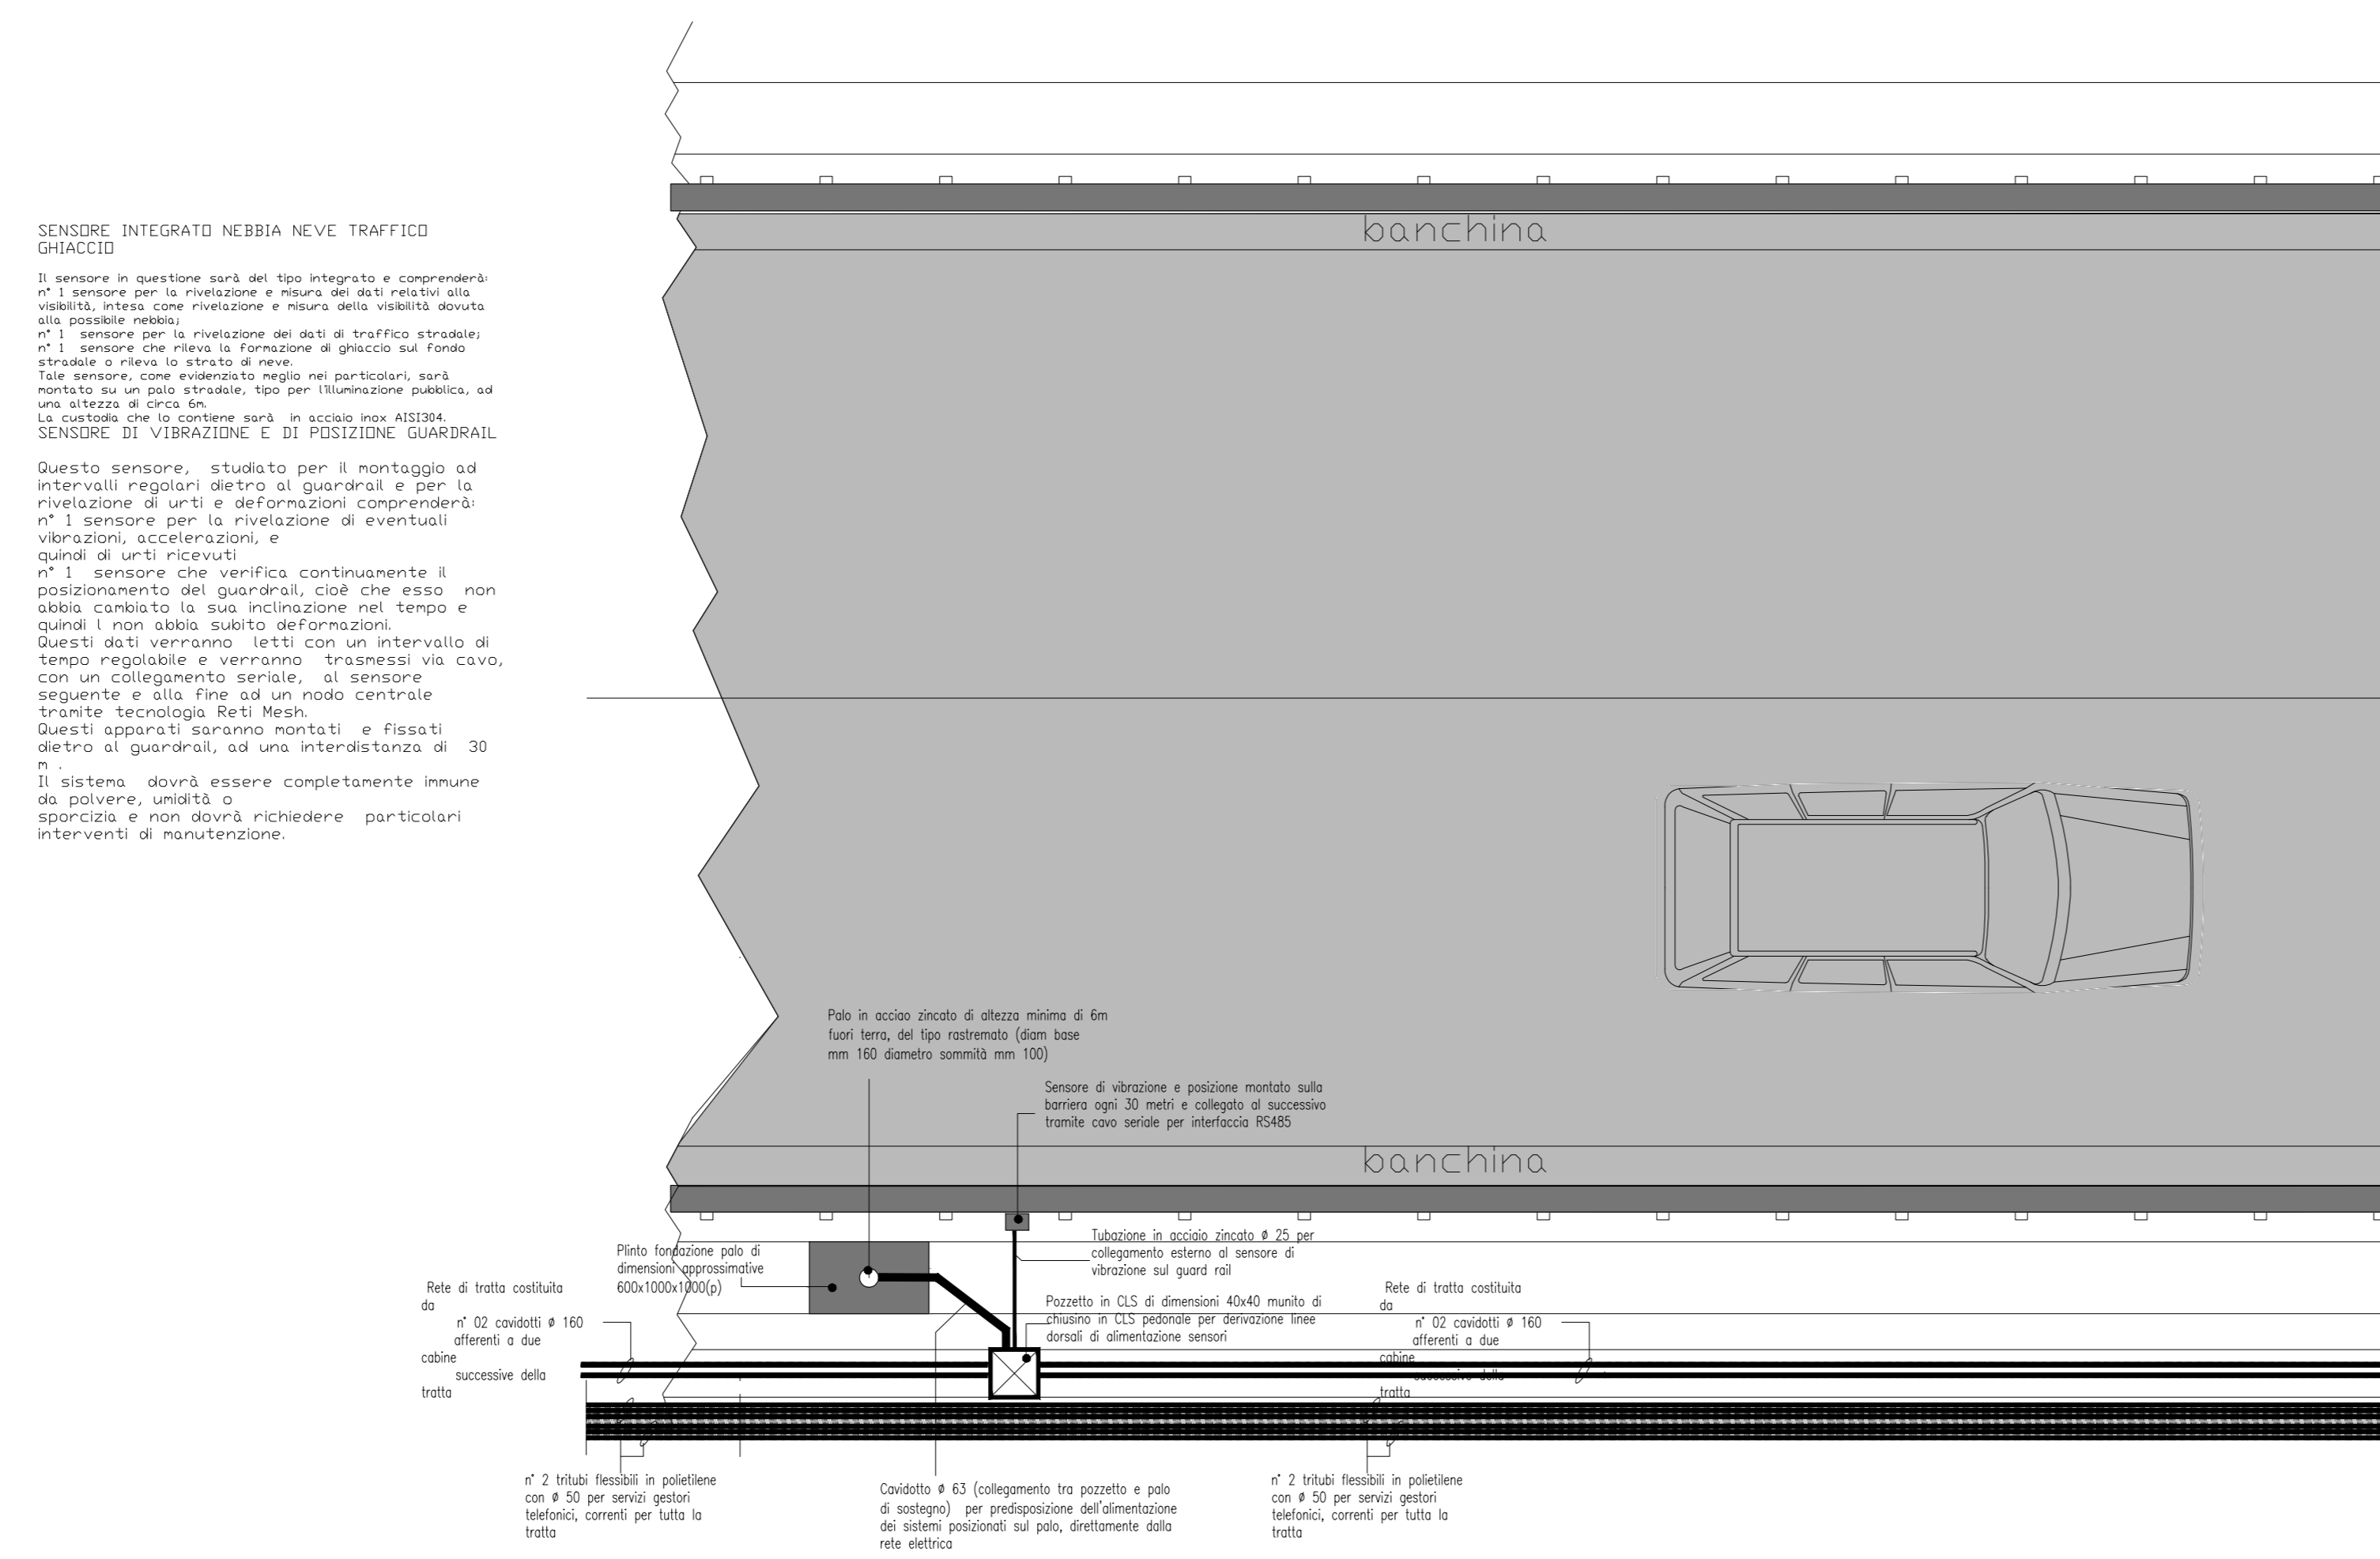 SENSORE INTEGRATO NEBBIA NEVE TRAFFICO
GHIACCIO
Il sensore in questione sarà del tipo integrato e comprenderà:
n° 1 sensore per la rivelazione e misura dei dati relativi alla
visibilità, intesa come rivelazione e misura della visibilità dovuta
alla possibile nebbia;
n° 1 sensore per la rivelazione dei dati di traffico stradale;
n° 1 sensore che rileva la formazione di ghiaccio sul fondo
stradale o rileva lo strato di neve.
Tale sensore, come evidenziato meglio nei particolari, sarà
montato su un palo stradale, tipo per l'illuminazione pubblica, ad
una altezza di circa 6m.
La custodia che lo contiene sarà in acciaio inox AISI304.
SENSORE DI VIBRAZIONE E DI POSIZIONE GUARDRAIL
Questo sensore, studiato per il montaggio ad
intervalli regolari dietro al guardrail e per la
rivelazione di urti e deformazioni comprenderà:
n° 1 sensore per la rivelazione di eventuali
vibrazioni, accelerazioni, e
quindi di urti ricevuti
n° 1 sensore che verifica continuamente il
posizionamento del guardrail, cioè che esso non
abbia cambiato la sua inclinazione nel tempo e
quindi l non abbia subito deformazioni.
Questi dati verranno letti con un intervallo di
tempo regolabile e verranno trasmessi via cavo,
con un collegamento seriale, al sensore
seguente e alla fine ad un nodo centrale
tramite tecnologia Reti Mesh.
Questi apparati saranno montati e fissati
dietro al guardrail, ad una interdistanza di 30
m .
Il sistema dovrà essere completamente immune
da polvere, umidità o
sporcizia e non dovrà richiedere particolari
interventi di manutenzione.
banchina
Palo in acciao zincato di altezza minima di 6m
fuori terra, del tipo rastremato (diam base
mm 160 diametro sommità mm 100)
Sensore di vibrazione e posizione montato sulla
barriera ogni 30 metri e collegato al successivo
tramite cavo seriale per interfaccia RS485
banchina
Tubazione in acciaio zincato ø 25 per
collegamento esterno al sensore di
vibrazione sul guard rail
Plinto fondazione palo di
dimensioni approssimative
600x1000x1000(p)
Pozzetto in CLS di dimensioni 40x40 munito di
chiusino in CLS pedonale per derivazione linee
dorsali di alimentazione sensori
Rete di tratta costituita
da
n° 02 cavidotti ø 160
afferenti a due
cabine
successive della
tratta
Rete di tratta costituita
da
n° 02 cavidotti ø 160
afferenti a due
cabine
successive della
tratta
n° 2 tritubi flessibili in polietilene
con ø 50 per servizi gestori
telefonici, correnti per tutta la
tratta
Cavidotto ø 63 (collegamento tra pozzetto e palo
di sostegno) per predisposizione dell'alimentazione
dei sistemi posizionati sul palo, direttamente dalla
rete elettrica
n° 2 tritubi flessibili in polietilene
con ø 50 per servizi gestori
telefonici, correnti per tutta la
tratta